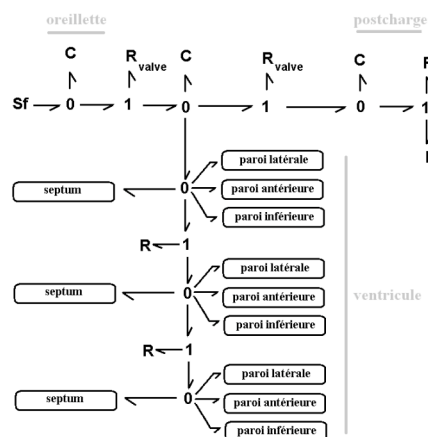 oreillette postcharge
C R valve C R valve C R
Sf 0 1 0 1 0 1
paroi latérale
septum 0 paroi antérieure
paroi inférieure
R 1
paroi latérale
septum 0 paroi antérieure ventricule
paroi inférieure
R 1
paroi latérale
septum 0 paroi antérieure
paroi inférieure